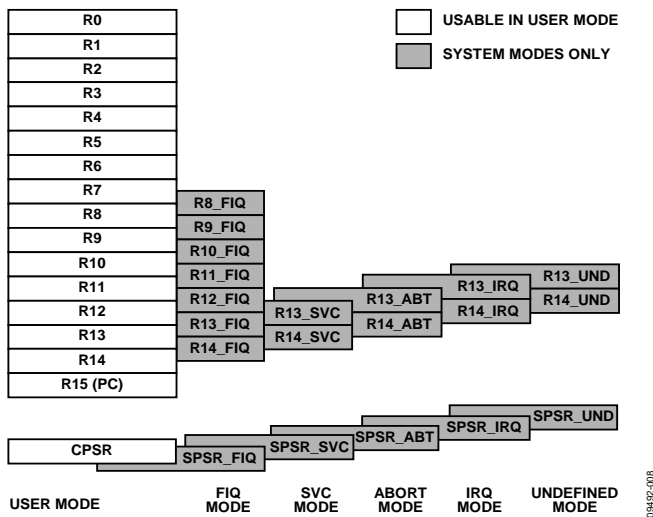 R0
R1
R2
R3
R4
R5
R6
R7
R8
R9
R10
R11
R12
R13
R14
R15 (PC)
USABLE IN USER MODE
SYSTEM MODES ONLY
R8_FIQ
R9_FIQ
R10_FIQ
R11_FIQ
R12_FIQ
R13_FIQ
R14_FIQ
R13_SVC
R14_SVC
R13_ABT
R14_ABT
R13_IRQ
R14_IRQ
R13_UND
R14_UND
CPSR
SPSR_FIQ
SPSR_SVC
SPSR_ABT
SPSR_IRQ
SPSR_UND
USER MODE
FIQ
MODE
SVC
MODE
ABORT
MODE
IRQ
MODE
UNDEFINED
MODE
09492-008